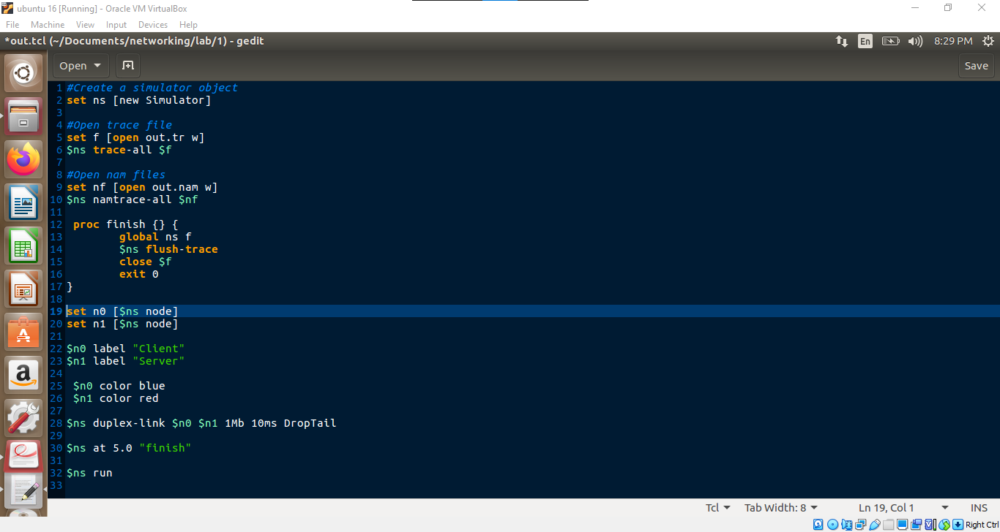 ubuntu 16 [Running] - Oracle VM VirtualBox
File Machine View Input Devices Help
*out.tcl (~/Documents/networking/lab/1) - gedit En 8:29 PM
Open Save
1 #Create a simulator object
2 set ns [new Simulator]
3
4 #Open trace file
5 set f [open out.tr w]
6 $ns trace-all $f
7
8 #Open nam files
9 set nf [open out.nam w]
10 $ns namtrace-all $nf
11
12 proc finish {} {
13 global ns f
14 $ns flush-trace
15 close $f
16 exit 0
17 }
18
19 set n0 [$ns node]
20 set n1 [$ns node]
21
22 $n0 label "Client"
23 $n1 label "Server"
24
25 $n0 color blue
26 $n1 color red
27
28 $ns duplex-link $n0 $n1 1Mb 10ms DropTail
29
30 $ns at 5.0 "finish"
31
32 $ns run
33
Tcl Tab Width: 8 Ln 19, Col 1 INS
Right Ctrl